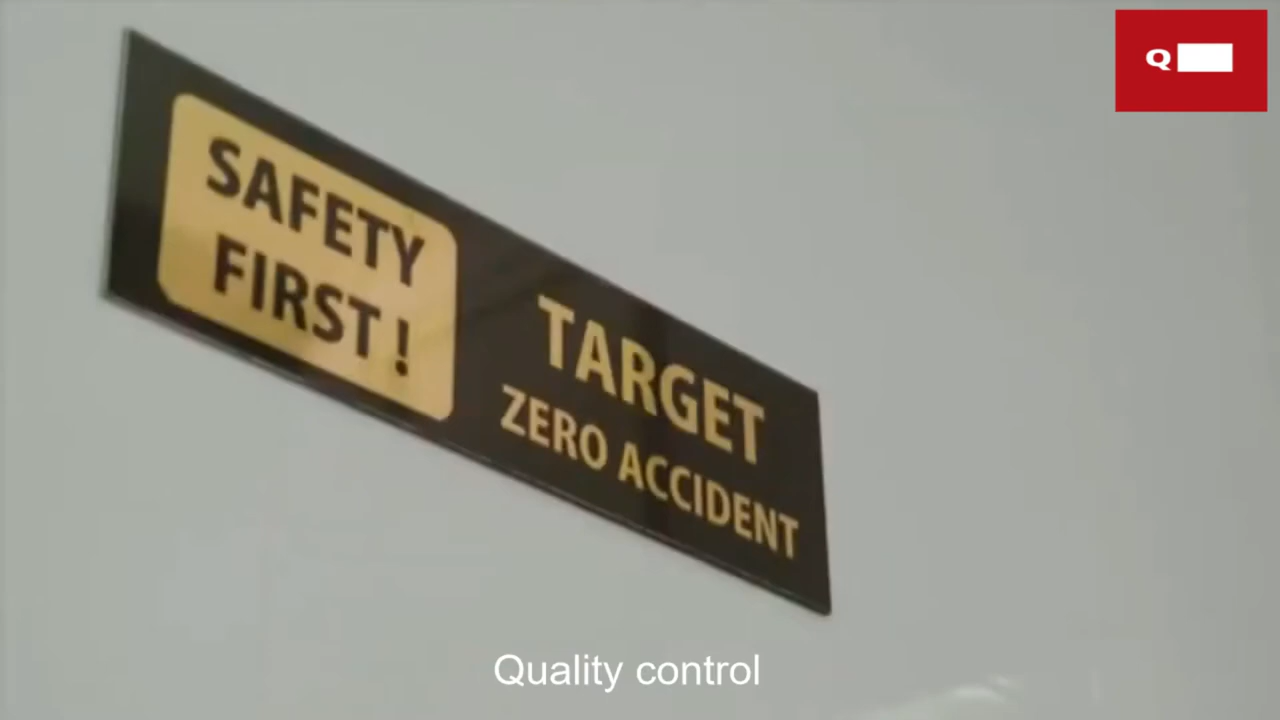 Q
SAFETY
FIRST !
TARGET
ZERO ACCIDENT
Quality control